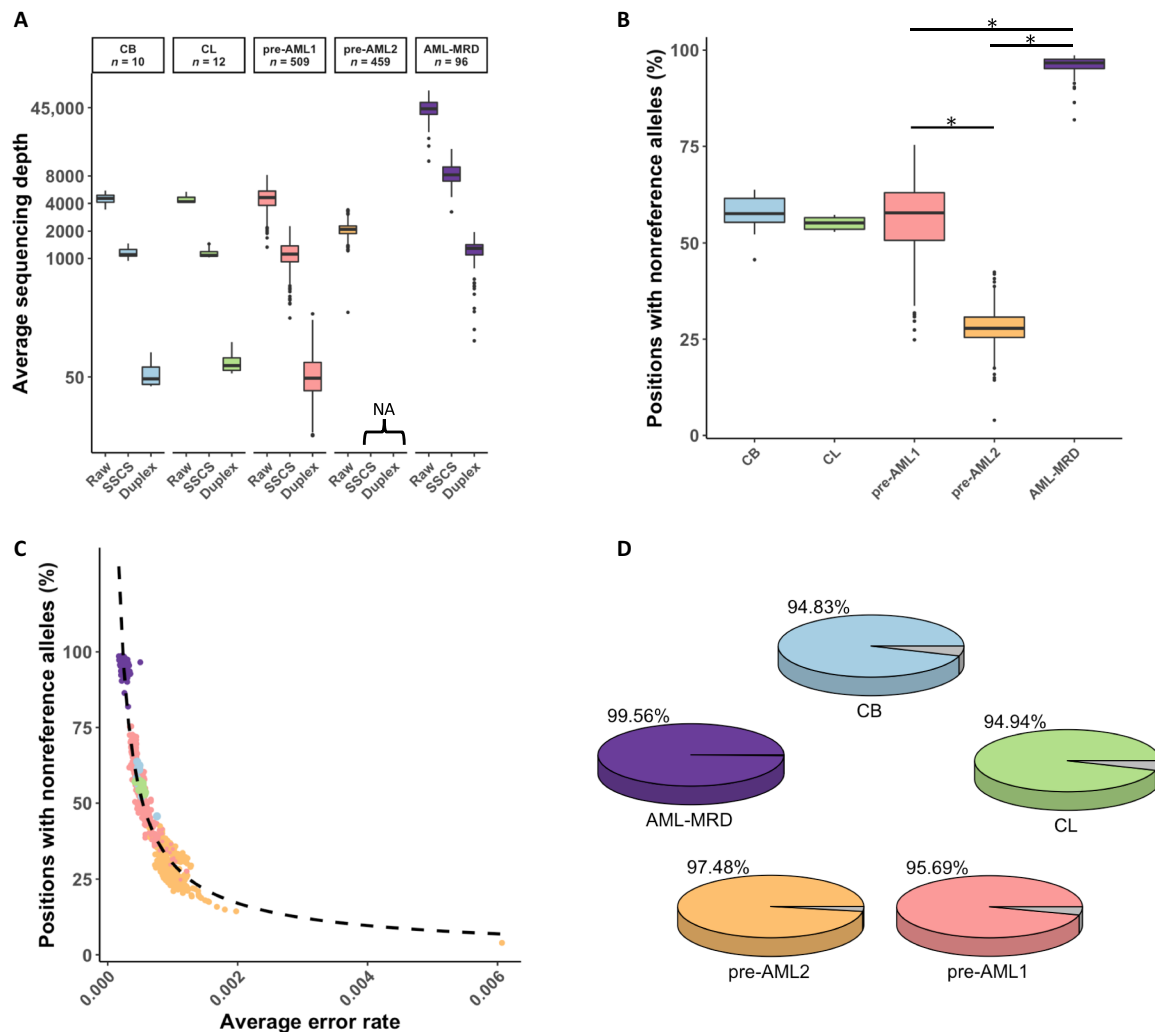 A
CB
n = 10
CL
n = 12
pre-AML1
n = 509
pre-AML2
n = 459
AML-MRD
n = 96
Average sequencing depth
45,000
8000
4000
2000
1000
50
NA
Raw
SSCS
Duplex
Raw
SSCS
Duplex
Raw
SSCS
Duplex
Raw
SSCS
Duplex
Raw
SSCS
Duplex
B
Positions with nonreference alleles (%)
100
75
50
25
0
*
*
*
CB
CL
pre-AML1
pre-AML2
AML-MRD
C
Positions with nonreference alleles (%)
100
75
50
25
0
0.000
0.002
0.004
0.006
Average error rate
D
94.83%
CB
99.56%
AML-MRD
94.94%
CL
97.48%
pre-AML2
95.69%
pre-AML1